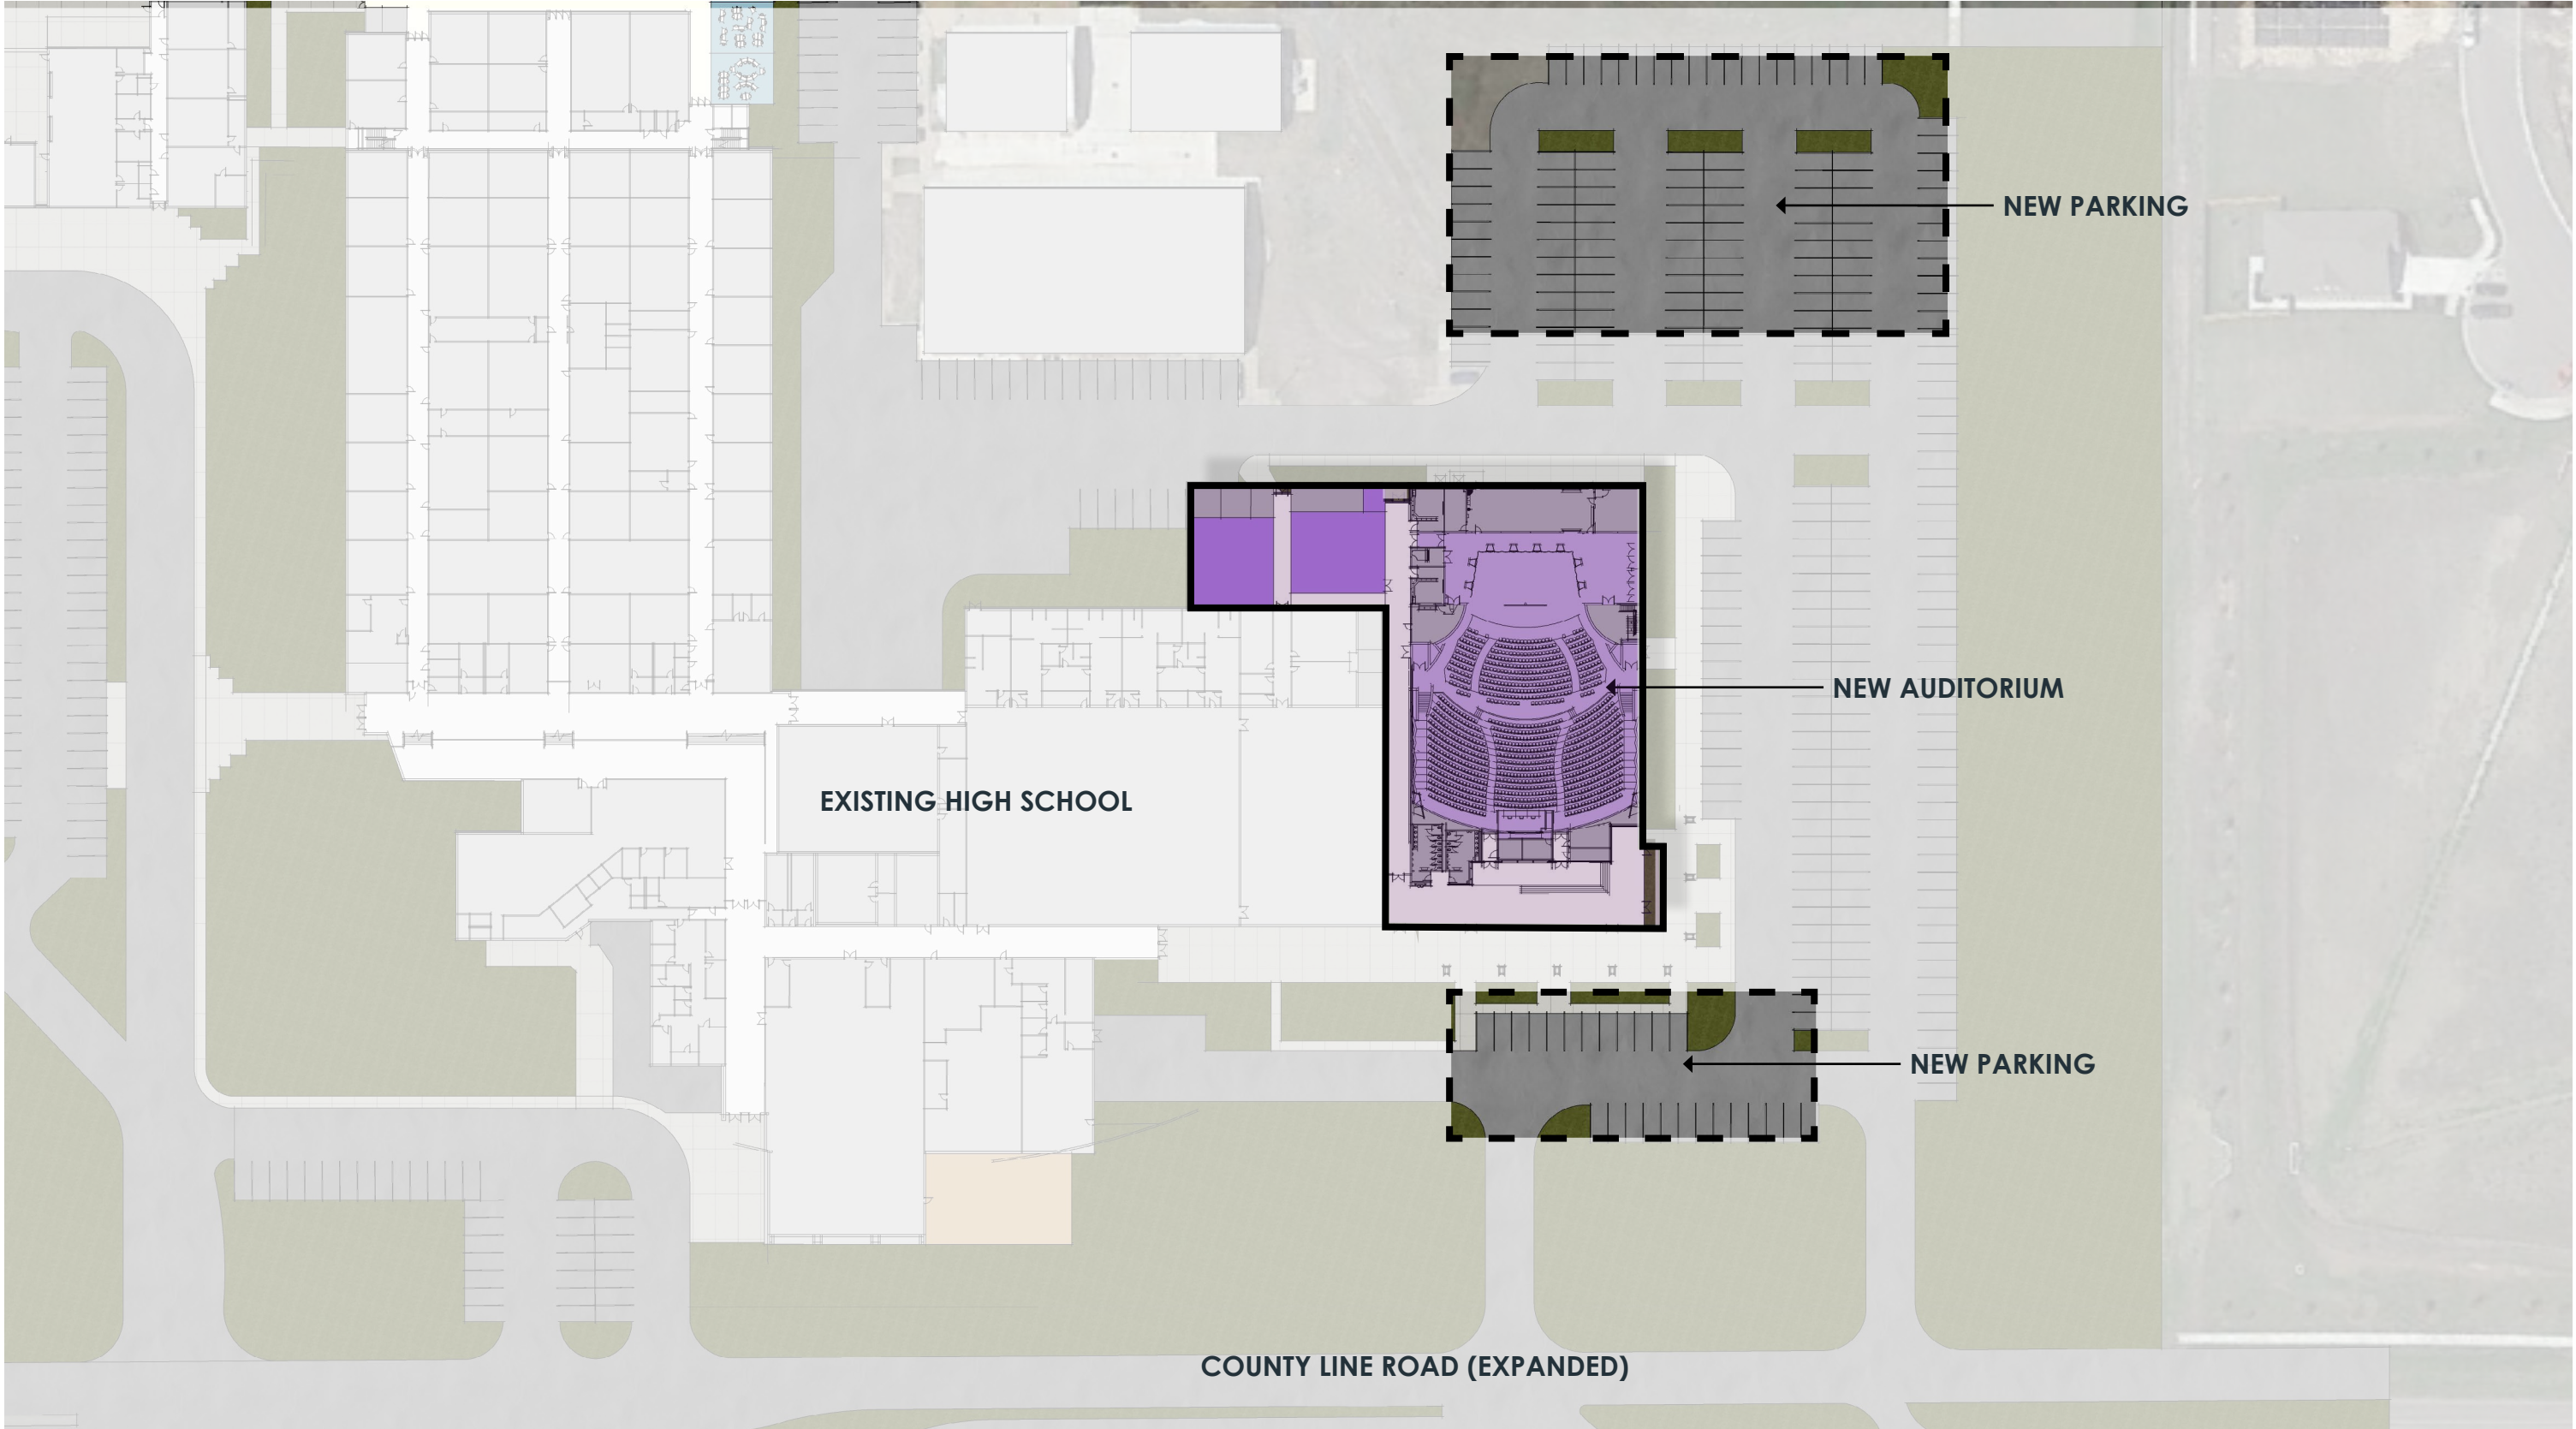 NEW PARKING
NEW AUDITORIUM
EXISTING HIGH SCHOOL
NEW PARKING
COUNTY LINE ROAD (EXPANDED)